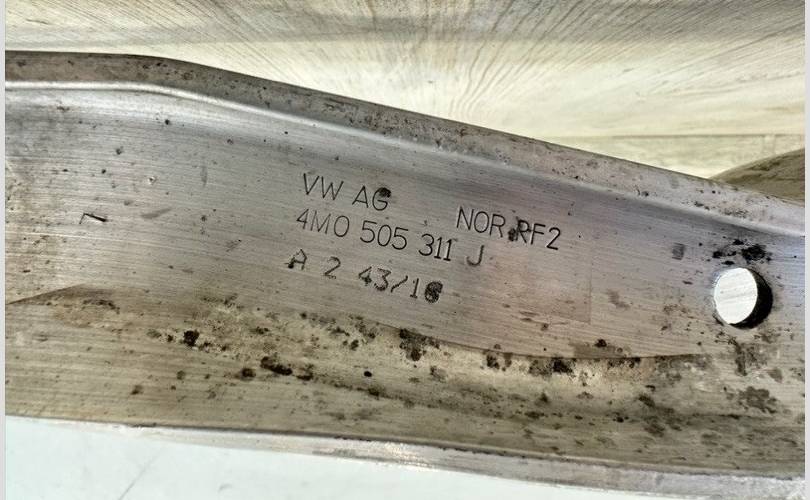 VW AG NOR RF2
4M0 505 311 J
A 2 43/16